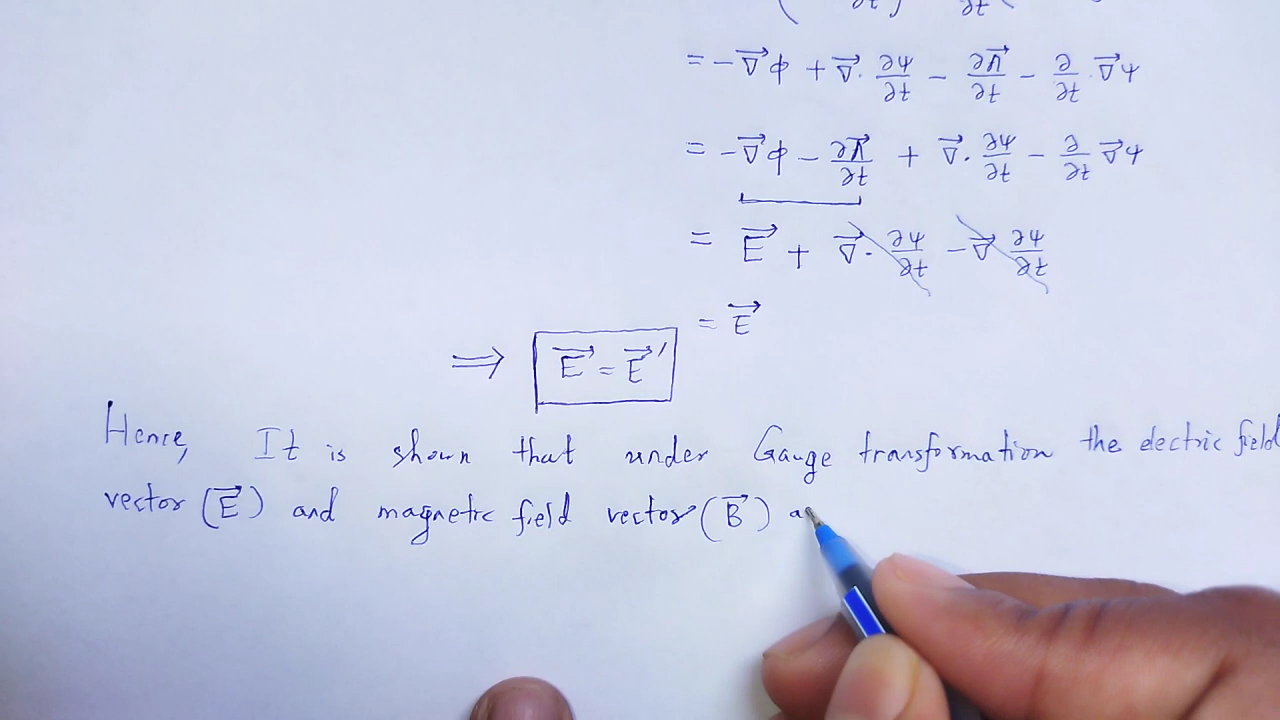 = -∇⃗ϕ + ∇⃗·∂ψ/∂t - ∂A⃗/∂t - ∂/∂t·∇⃗ψ
= -∇⃗ϕ - ∂A⃗/∂t + ∇⃗·∂ψ/∂t - ∂/∂t ∇⃗ψ
= E⃗ + ∇⃗·∂ψ/∂t - ∇⃗ ∂ψ/∂t
= E⃗
⟹ E⃗ = E⃗′
Hence, It is shown that under Gauge transformation the electric field
vector (E⃗) and magnetic field vector (B⃗) a